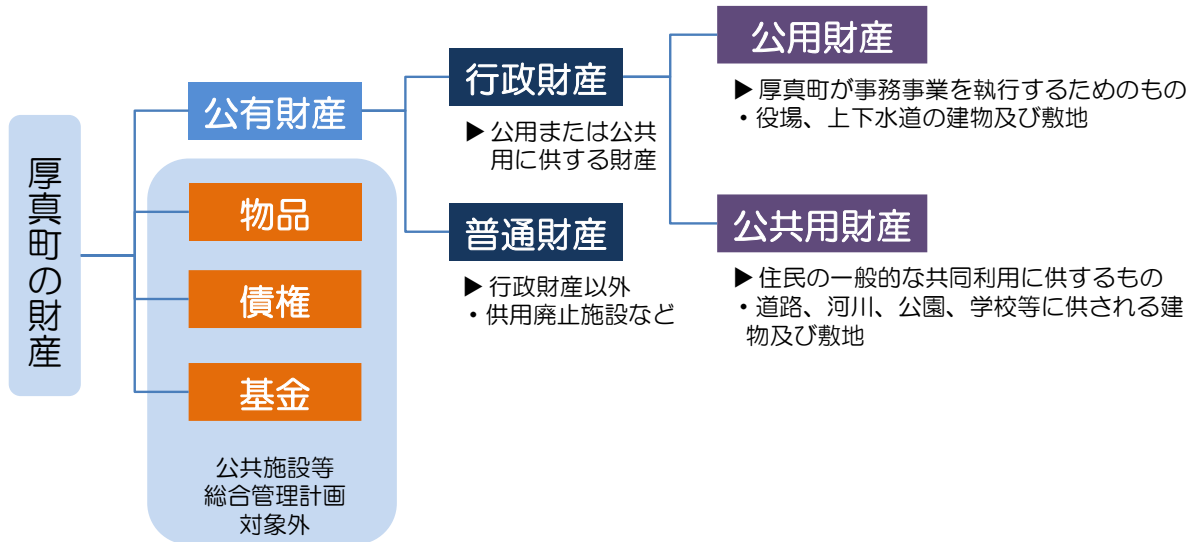 厚真町の財産
公有財産
物品
債権
基金
公共施設等
総合管理計画
対象外
行政財産
▶ 公用または公共
用に供する財産
普通財産
▶ 行政財産以外
・供用廃止施設など
公用財産
▶ 厚真町が事務事業を執行するためのもの
・役場、上下水道の建物及び敷地
公共用財産
▶ 住民の一般的な共同利用に供するもの
・道路、河川、公園、学校等に供される建
物及び敷地